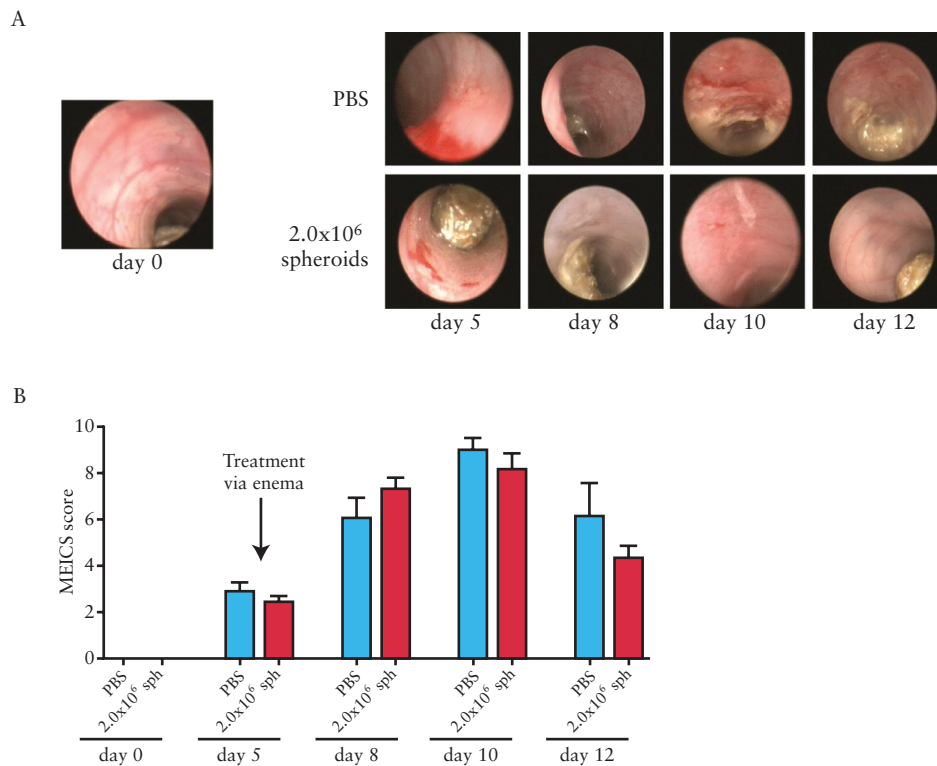 A
PBS
2.0x10⁶
spheroids
day 0
day 5
day 8
day 10
day 12
B
MEICS score
10
8
6
4
2
0
Treatment
via enema
PBS
2.0x10⁶ sph
PBS
2.0x10⁶ sph
PBS
2.0x10⁶ sph
PBS
2.0x10⁶ sph
PBS
2.0x10⁶ sph
day 0
day 5
day 8
day 10
day 12